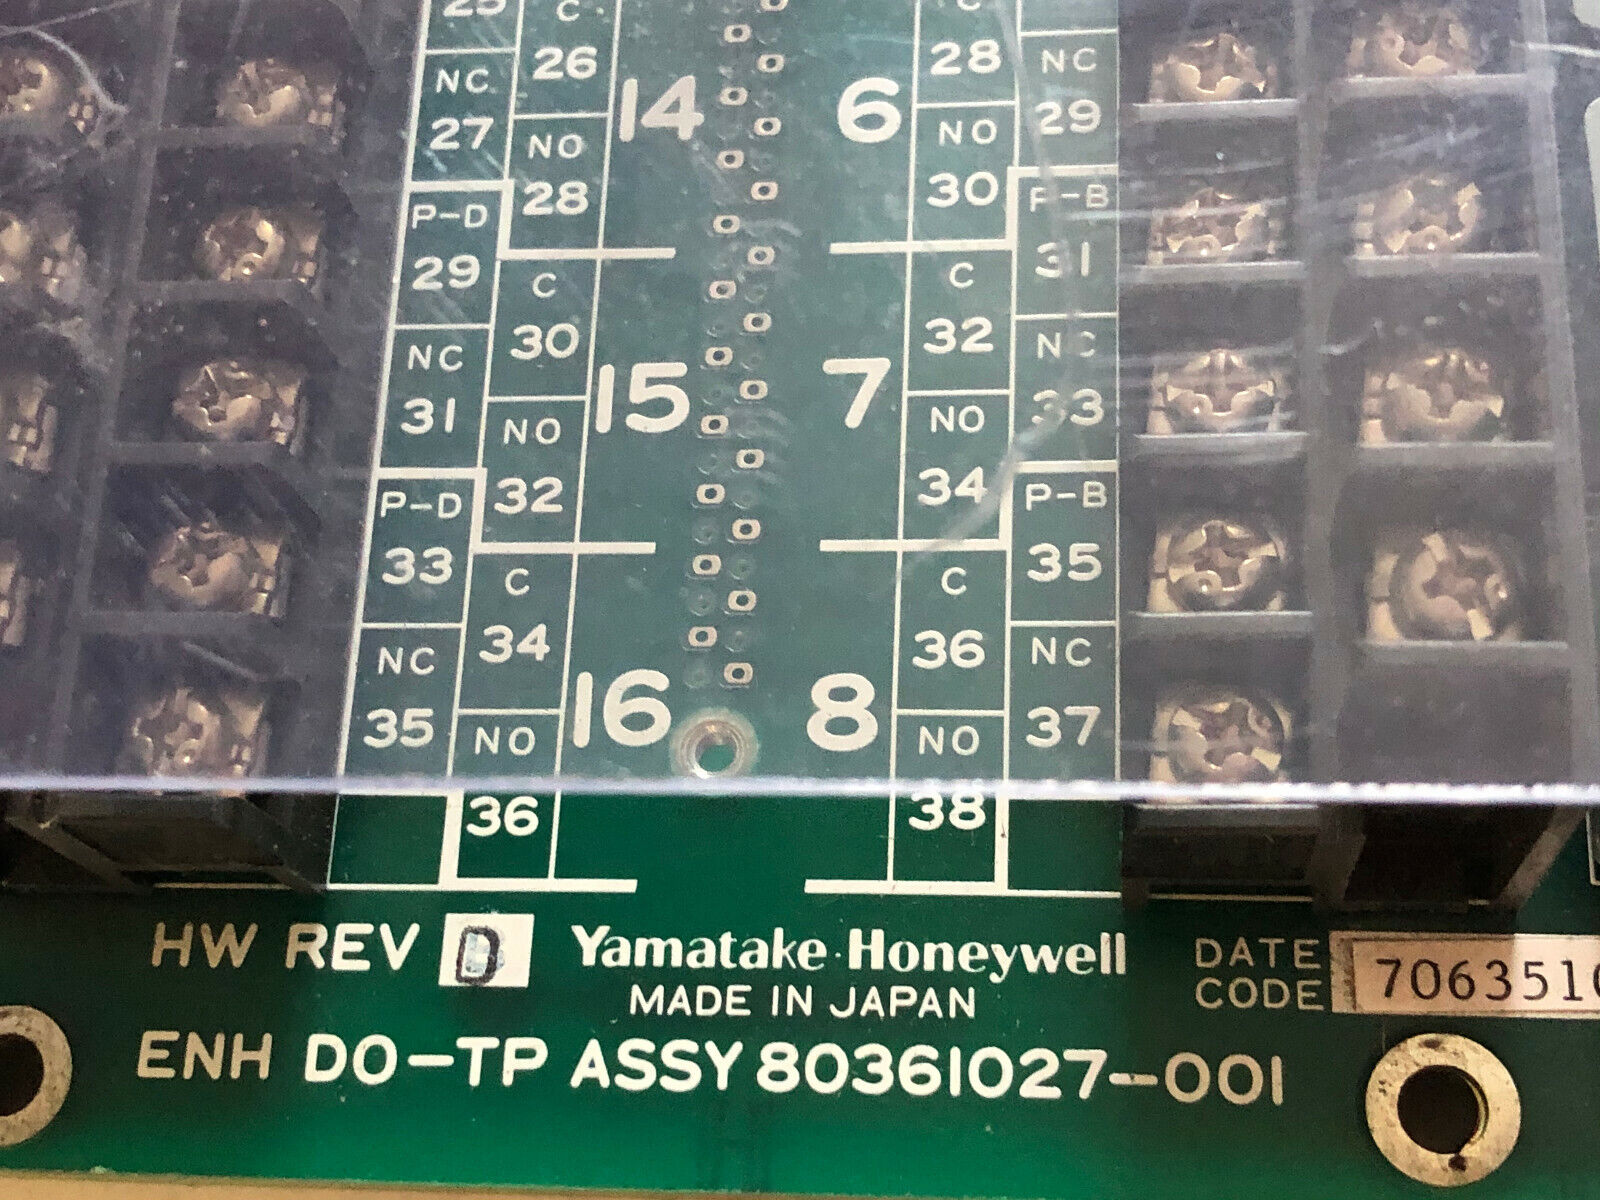 25
C
26
NC
27
NO
28
14
P-D
29
C
30
NC
31
NO
32
15
P-D
33
C
34
NC
35
NO
36
16
C
28
NC
29
6
NO
30
P-B
31
C
32
NC
33
7
NO
34
P-B
35
C
36
NC
37
8
NO
38
HW REV D
Yamatake·Honeywell
MADE IN JAPAN
DATE
CODE
7063510
ENH DO-TP ASSY 80361027-001